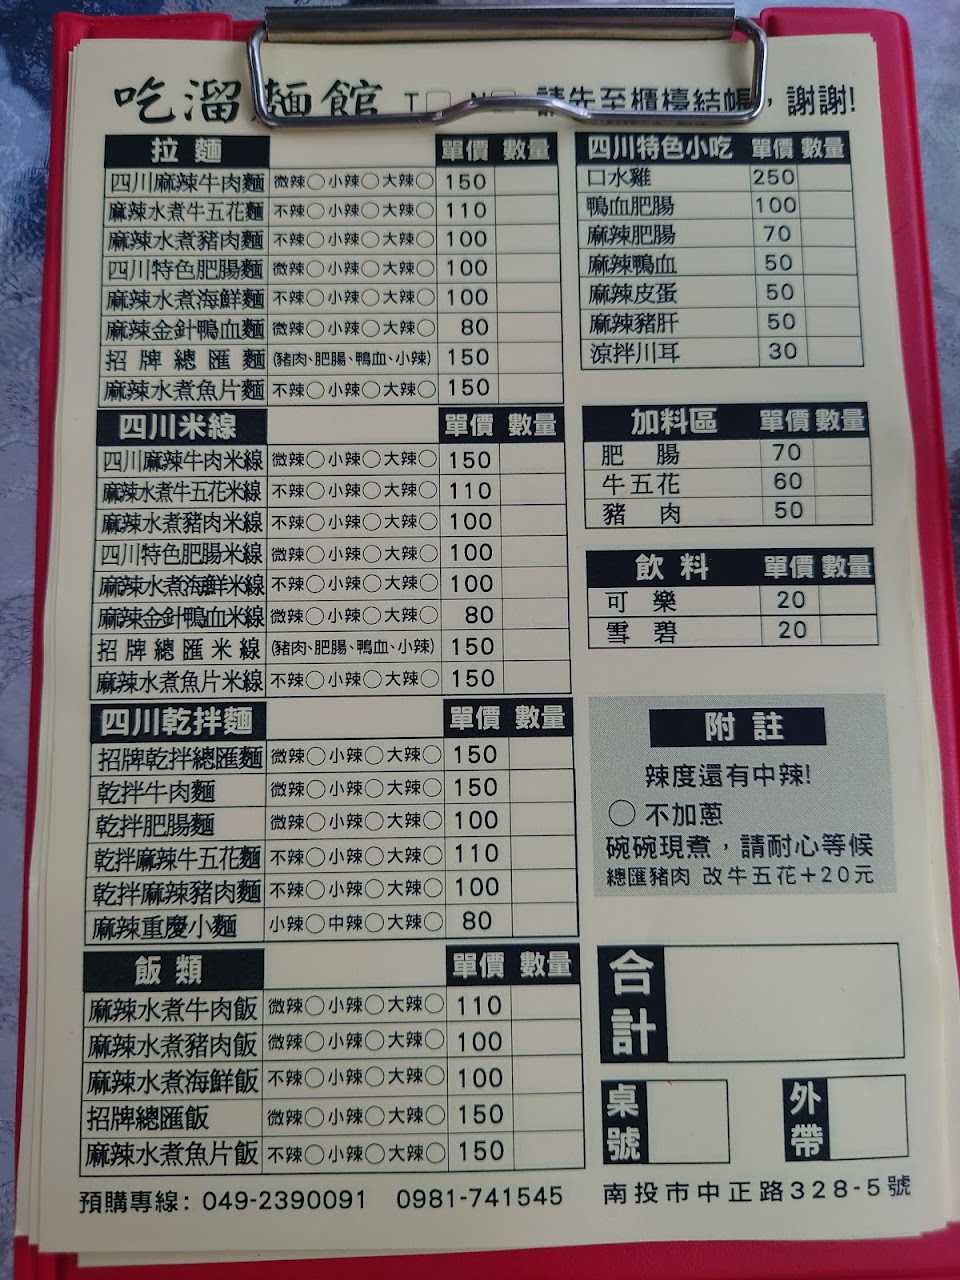 吃溜麵館 T□ N□ 請先至櫃檯結帳，謝謝!
拉麵 單價 數量
四川麻辣牛肉麵 微辣○小辣○大辣○ 150
麻辣水煮牛五花麵 不辣○小辣○大辣○ 110
麻辣水煮豬肉麵 不辣○小辣○大辣○ 100
四川特色肥腸麵 微辣○小辣○大辣○ 100
麻辣水煮海鮮麵 不辣○小辣○大辣○ 100
麻辣金針鴨血麵 微辣○小辣○大辣○ 80
招牌總匯麵 (豬肉、肥腸、鴨血、小辣) 150
麻辣水煮魚片麵 不辣○小辣○大辣○ 150
四川米線 單價 數量
四川麻辣牛肉米線 微辣○小辣○大辣○ 150
麻辣水煮牛五花米線 不辣○小辣○大辣○ 110
麻辣水煮豬肉米線 不辣○小辣○大辣○ 100
四川特色肥腸米線 微辣○小辣○大辣○ 100
麻辣水煮海鮮米線 不辣○小辣○大辣○ 100
麻辣金針鴨血米線 微辣○小辣○大辣○ 80
招牌總匯米線 (豬肉、肥腸、鴨血、小辣) 150
麻辣水煮魚片米線 不辣○小辣○大辣○ 150
四川乾拌麵 單價 數量
招牌乾拌總匯麵 微辣○小辣○大辣○ 150
乾拌牛肉麵 微辣○小辣○大辣○ 150
乾拌肥腸麵 微辣○小辣○大辣○ 100
乾拌麻辣牛五花麵 不辣○小辣○大辣○ 110
乾拌麻辣豬肉麵 不辣○小辣○大辣○ 100
麻辣重慶小麵 小辣○中辣○大辣○ 80
飯類 單價 數量
麻辣水煮牛肉飯 微辣○小辣○大辣○ 110
麻辣水煮豬肉飯 微辣○小辣○大辣○ 100
麻辣水煮海鮮飯 不辣○小辣○大辣○ 100
招牌總匯飯 微辣○小辣○大辣○ 150
麻辣水煮魚片飯 不辣○小辣○大辣○ 150
四川特色小吃 單價 數量
口水雞 250
鴨血肥腸 100
麻辣肥腸 70
麻辣鴨血 50
麻辣皮蛋 50
麻辣豬肝 50
涼拌川耳 30
加料區 單價 數量
肥腸 70
牛五花 60
豬肉 50
飲料 單價 數量
可樂 20
雪碧 20
附註
辣度還有中辣!
○不加蔥
碗碗現煮，請耐心等候
總匯豬肉 改牛五花+20元
合計
桌號
外帶
預購專線: 049-2390091 0981-741545 南投市中正路328-5號